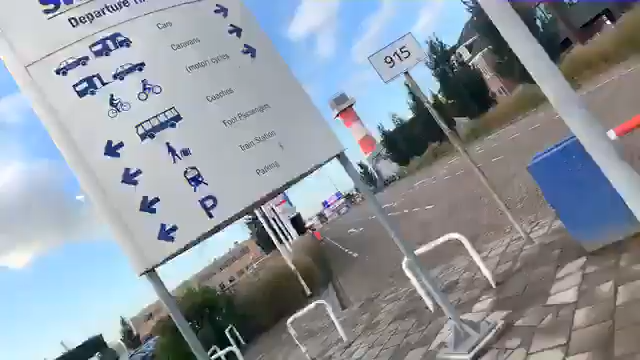 Departure
Cars
Caravans
(motor) cycles
Coaches
Foot Passengers
Train Station
Parking
P
915